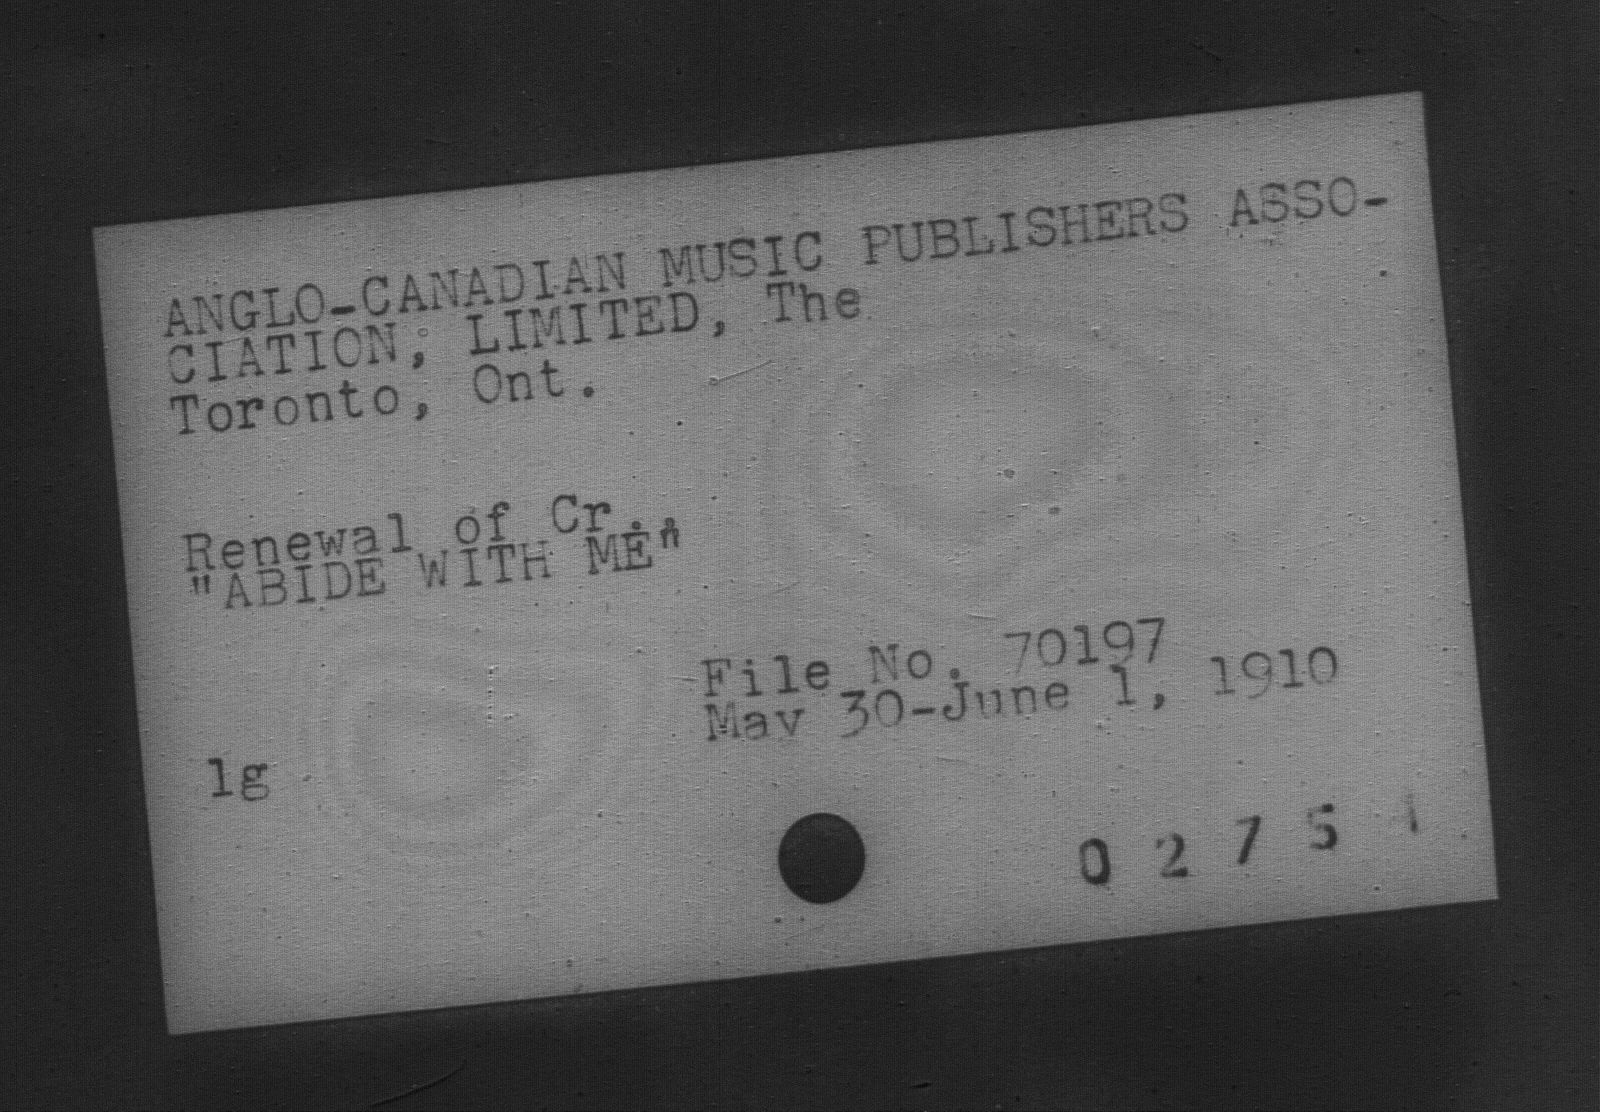 ANGLO-CANADIAN MUSIC PUBLISHERS ASSO-
CIATION, LIMITED, The
Toronto, Ont.
Renewal of Cr.
"ABIDE WITH ME"
File No. 70197
May 30-June 1, 1910
lg
0 2 7 5